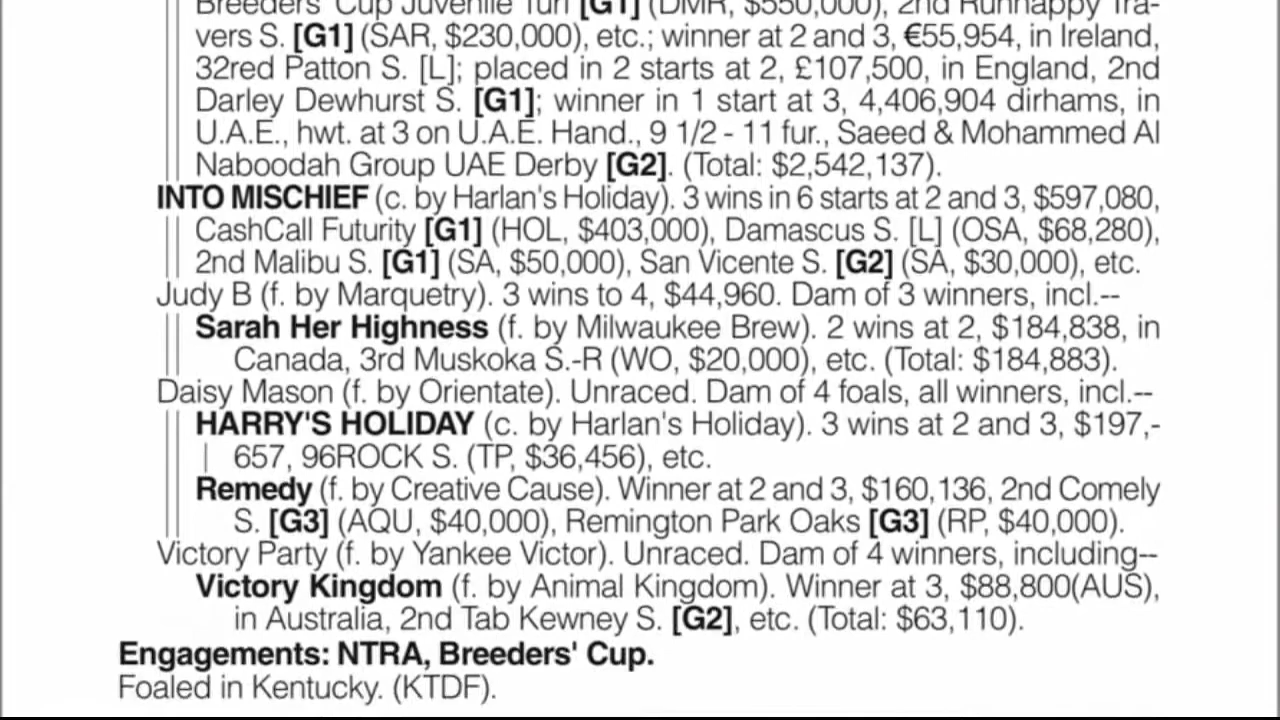 Breeders' Cup Juvenile Turf [G1] (DMR, $550,000), 2nd Runhappy Tra-
vers S. [G1] (SAR, $230,000), etc.; winner at 2 and 3, €55,954, in Ireland,
32red Patton S. [L]; placed in 2 starts at 2, £107,500, in England, 2nd
Darley Dewhurst S. [G1]; winner in 1 start at 3, 4,406,904 dirhams, in
U.A.E., hwt. at 3 on U.A.E. Hand., 9 1/2 - 11 fur., Saeed & Mohammed Al
Naboodah Group UAE Derby [G2]. (Total: $2,542,137).
INTO MISCHIEF (c. by Harlan's Holiday). 3 wins in 6 starts at 2 and 3, $597,080,
CashCall Futurity [G1] (HOL, $403,000), Damascus S. [L] (OSA, $68,280),
2nd Malibu S. [G1] (SA, $50,000), San Vicente S. [G2] (SA, $30,000), etc.
Judy B (f. by Marquetry). 3 wins to 4, $44,960. Dam of 3 winners, incl.--
Sarah Her Highness (f. by Milwaukee Brew). 2 wins at 2, $184,838, in
Canada, 3rd Muskoka S.-R (WO, $20,000), etc. (Total: $184,883).
Daisy Mason (f. by Orientate). Unraced. Dam of 4 foals, all winners, incl.--
HARRY'S HOLIDAY (c. by Harlan's Holiday). 3 wins at 2 and 3, $197,-
657, 96ROCK S. (TP, $36,456), etc.
Remedy (f. by Creative Cause). Winner at 2 and 3, $160,136, 2nd Comely
S. [G3] (AQU, $40,000), Remington Park Oaks [G3] (RP, $40,000).
Victory Party (f. by Yankee Victor). Unraced. Dam of 4 winners, including--
Victory Kingdom (f. by Animal Kingdom). Winner at 3, $88,800(AUS),
in Australia, 2nd Tab Kewney S. [G2], etc. (Total: $63,110).
Engagements: NTRA, Breeders' Cup.
Foaled in Kentucky. (KTDF).